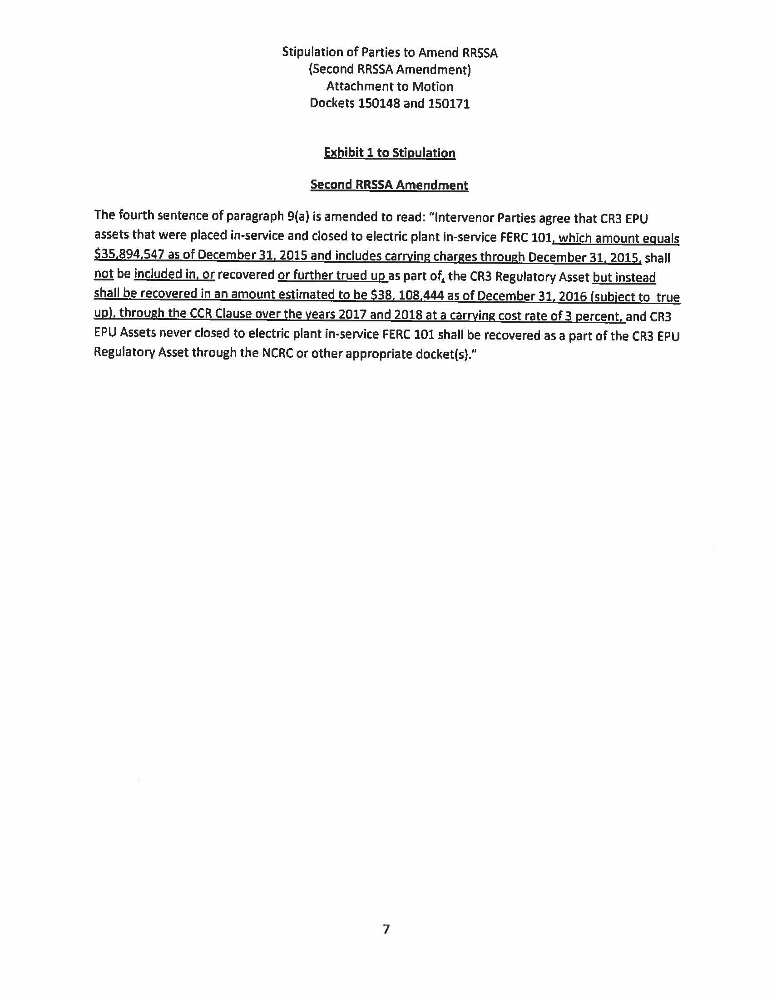 Stipulation of Parties to Amend RRSSA
(Second RRSSA Amendment)
Attachment to Motion
Dockets 150148 and 150171
Exhibit 1 to Stipulation
Second RRSSA Amendment
The fourth sentence of paragraph 9(a) is amended to read: “Intervenor Parties agree that CR3 EPU
assets that were placed in-service and closed to electric plant in-service FERC 101, which amount equals
$35,894,547 as of December 31, 2015 and includes carrying charges through December 31, 2015, shall
not be included in, or recovered or further trued up as part of, the CR3 Regulatory Asset but instead
shall be recovered in an amount estimated to be $38, 108,444 as of December 31, 2016 (subject to  true
up), through the CCR Clause over the years 2017 and 2018 at a carrying cost rate of 3 percent, and CR3
EPU Assets never closed to electric plant in-service FERC 101 shall be recovered as a part of the CR3 EPU
Regulatory Asset through the NCRC or other appropriate docket(s).”
7